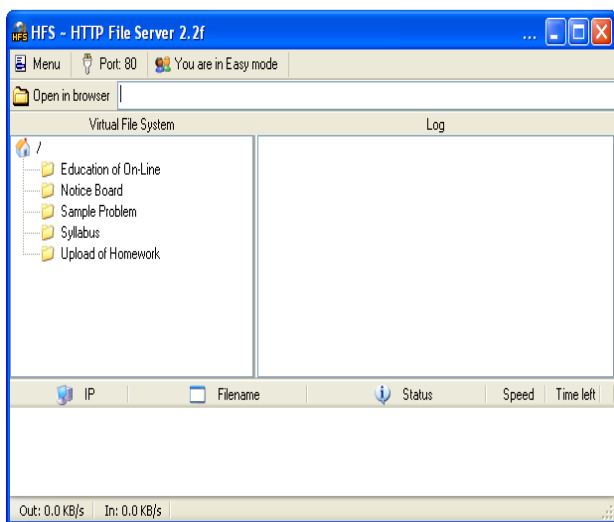 HFS ~ HTTP File Server 2.2f ...
Menu Port: 80 You are in Easy mode
Open in browser
Virtual File System Log
/
Education of On-Line
Notice Board
Sample Problem
Syllabus
Upload of Homework
IP Filename Status Speed Time left
Out: 0.0 KB/s In: 0.0 KB/s